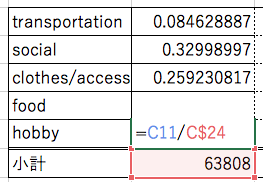 transportation 0.084628887
social 0.32998997
clothes/access 0.259230817
food
hobby =C11/C$24
小計 63808